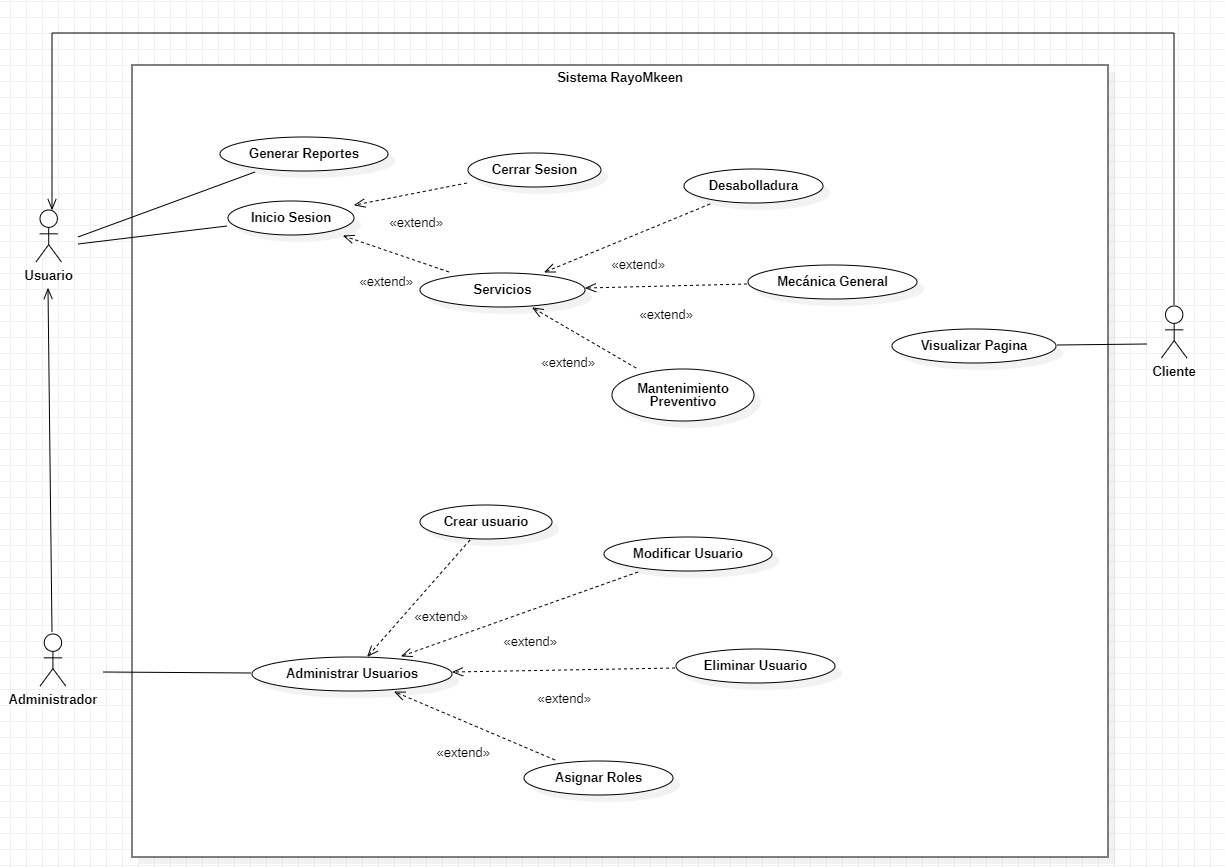 Sistema RayoMkeen
Generar Reportes
Cerrar Sesion
Desabolladura
Inicio Sesion
«extend»
Usuario
«extend»
«extend»
Servicios
Mecánica General
«extend»
Visualizar Pagina
«extend»
Cliente
Mantenimiento
Preventivo
Crear usuario
Modificar Usuario
«extend»
«extend»
Administrar Usuarios
Eliminar Usuario
Administrador
«extend»
«extend»
Asignar Roles